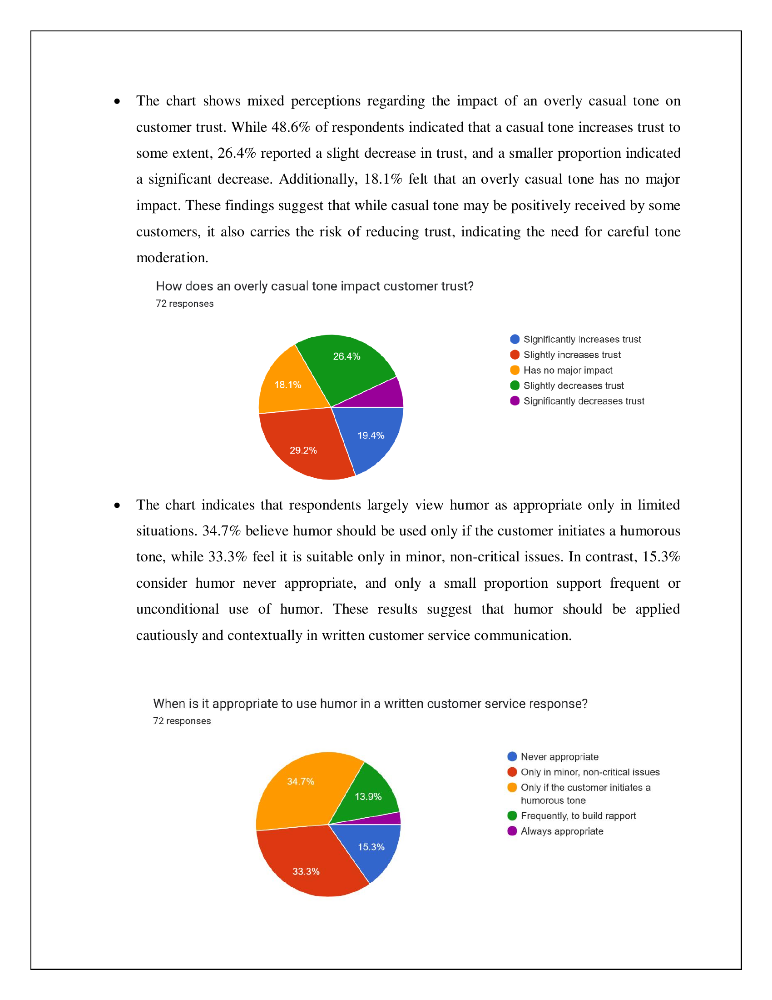 • The chart shows mixed perceptions regarding the impact of an overly casual tone on
customer trust. While 48.6% of respondents indicated that a casual tone increases trust to
some extent, 26.4% reported a slight decrease in trust, and a smaller proportion indicated
a significant decrease. Additionally, 18.1% felt that an overly casual tone has no major
impact. These findings suggest that while casual tone may be positively received by some
customers, it also carries the risk of reducing trust, indicating the need for careful tone
moderation.
How does an overly casual tone impact customer trust?
72 responses
26.4%
18.1%
19.4%
29.2%
Significantly increases trust
Slightly increases trust
Has no major impact
Slightly decreases trust
Significantly decreases trust
• The chart indicates that respondents largely view humor as appropriate only in limited
situations. 34.7% believe humor should be used only if the customer initiates a humorous
tone, while 33.3% feel it is suitable only in minor, non-critical issues. In contrast, 15.3%
consider humor never appropriate, and only a small proportion support frequent or
unconditional use of humor. These results suggest that humor should be applied
cautiously and contextually in written customer service communication.
When is it appropriate to use humor in a written customer service response?
72 responses
34.7%
13.9%
15.3%
33.3%
Never appropriate
Only in minor, non-critical issues
Only if the customer initiates a
humorous tone
Frequently, to build rapport
Always appropriate